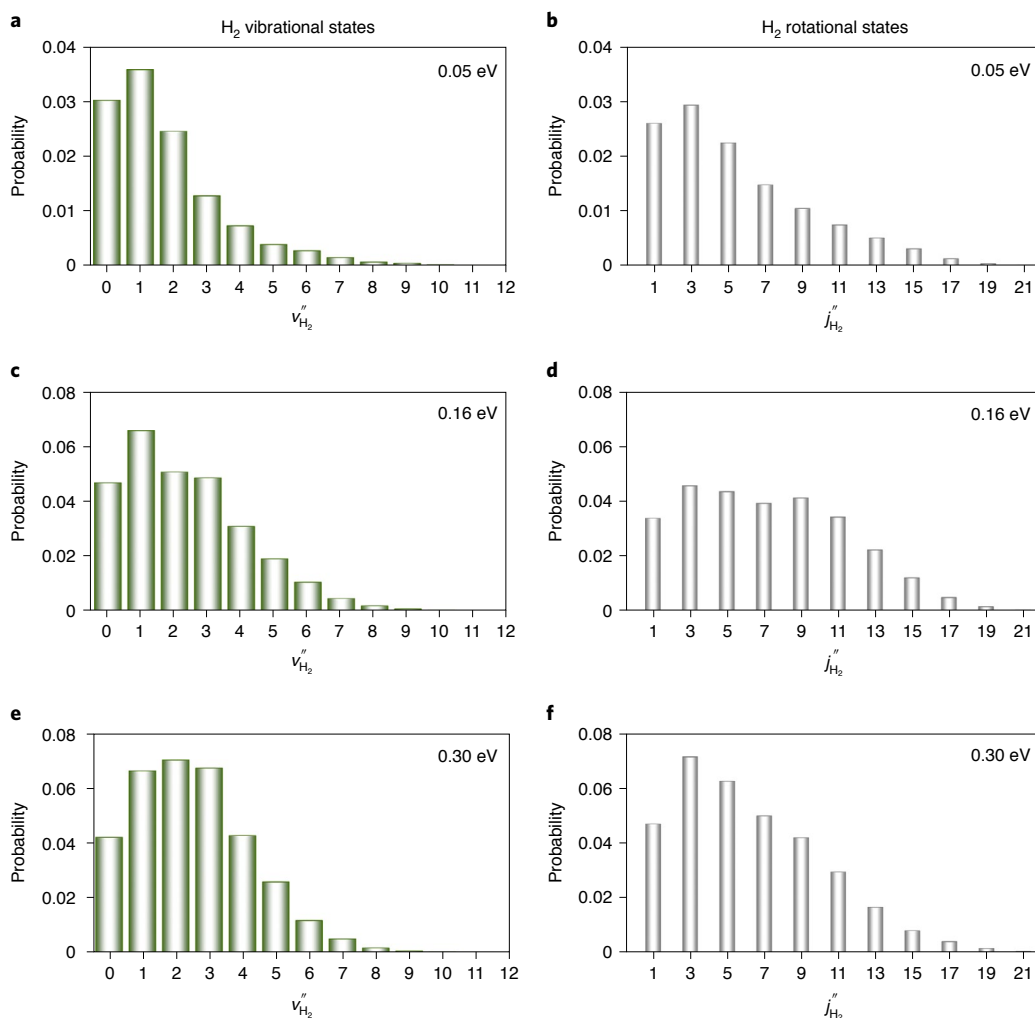 a
H2 vibrational states
0.04
0.03
0.02
0.01
0
Probability
0.05 eV
0 1 2 3 4 5 6 7 8 9 10 11 12
v″H2
b
H2 rotational states
0.04
0.03
0.02
0.01
0
Probability
0.05 eV
1 3 5 7 9 11 13 15 17 19 21
j″H2
c
0.08
0.06
0.04
0.02
0
Probability
0.16 eV
0 1 2 3 4 5 6 7 8 9 10 11 12
v″H2
d
0.08
0.06
0.04
0.02
0
Probability
0.16 eV
1 3 5 7 9 11 13 15 17 19 21
j″H2
e
0.08
0.06
0.04
0.02
0
Probability
0.30 eV
0 1 2 3 4 5 6 7 8 9 10 11 12
v″H2
f
0.08
0.06
0.04
0.02
0
Probability
0.30 eV
1 3 5 7 9 11 13 15 17 19 21
j″H2